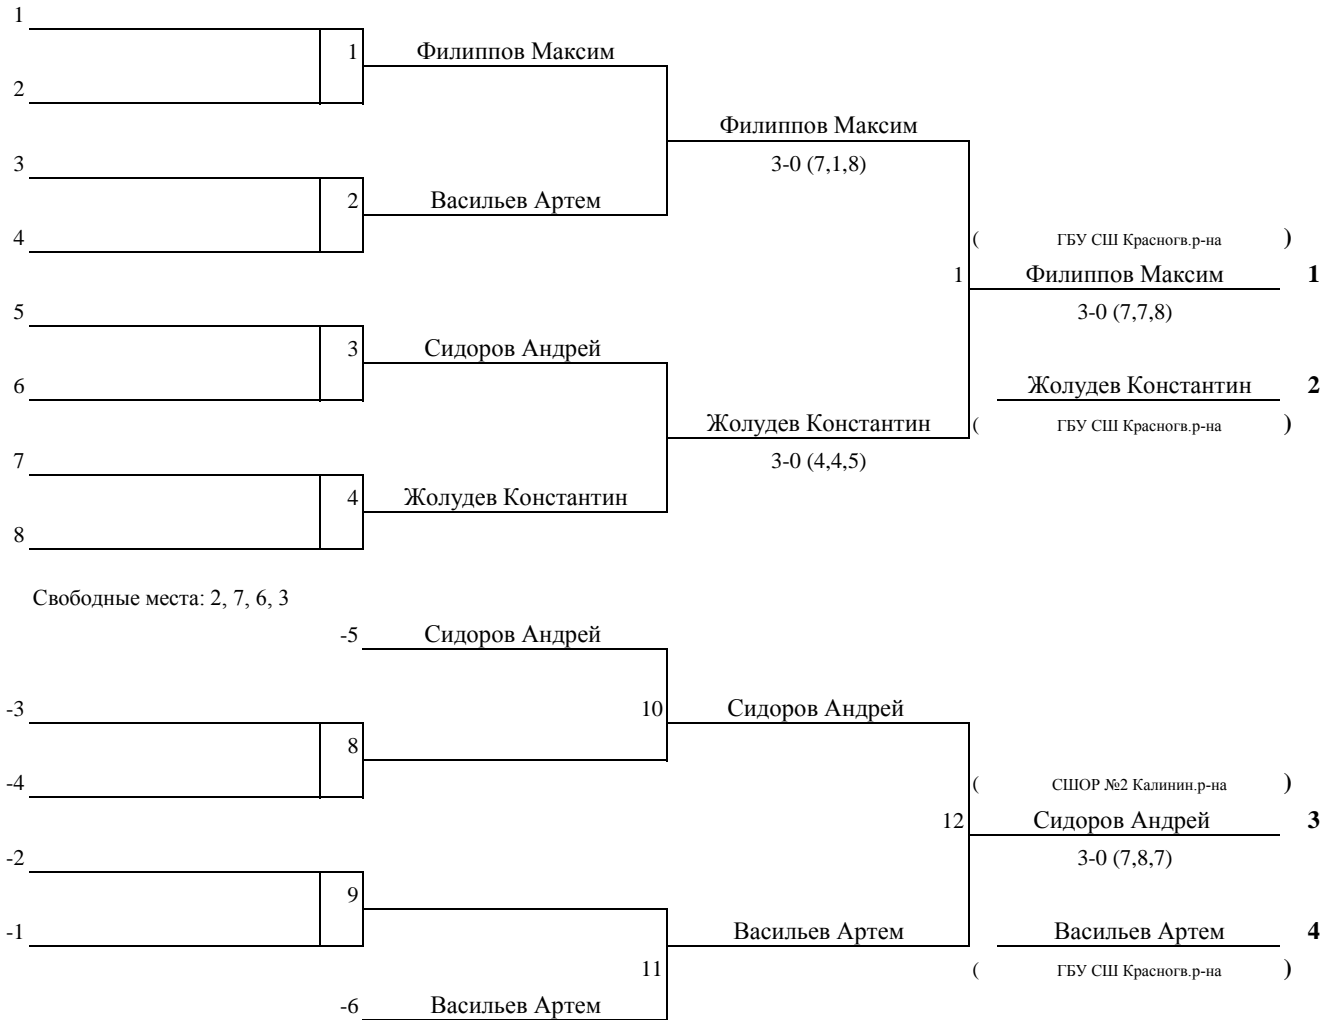 1
1 Филиппов Максим
2
Филиппов Максим
3
3-0 (7,1,8)
2 Васильев Артем
4
( ГБУ СШ Красногв.р-на )
1 Филиппов Максим 1
5
3-0 (7,7,8)
3 Сидоров Андрей
6
Жолудев Константин 2
Жолудев Константин
( ГБУ СШ Красногв.р-на )
7
3-0 (4,4,5)
4 Жолудев Константин
8
Свободные места: 2, 7, 6, 3
-5 Сидоров Андрей
-3
10 Сидоров Андрей
8
-4
( СШОР №2 Калинин.р-на )
12 Сидоров Андрей 3
-2
3-0 (7,8,7)
9
-1
Васильев Артем
Васильев Артем 4
11
( ГБУ СШ Красногв.р-на )
-6 Васильев Артем